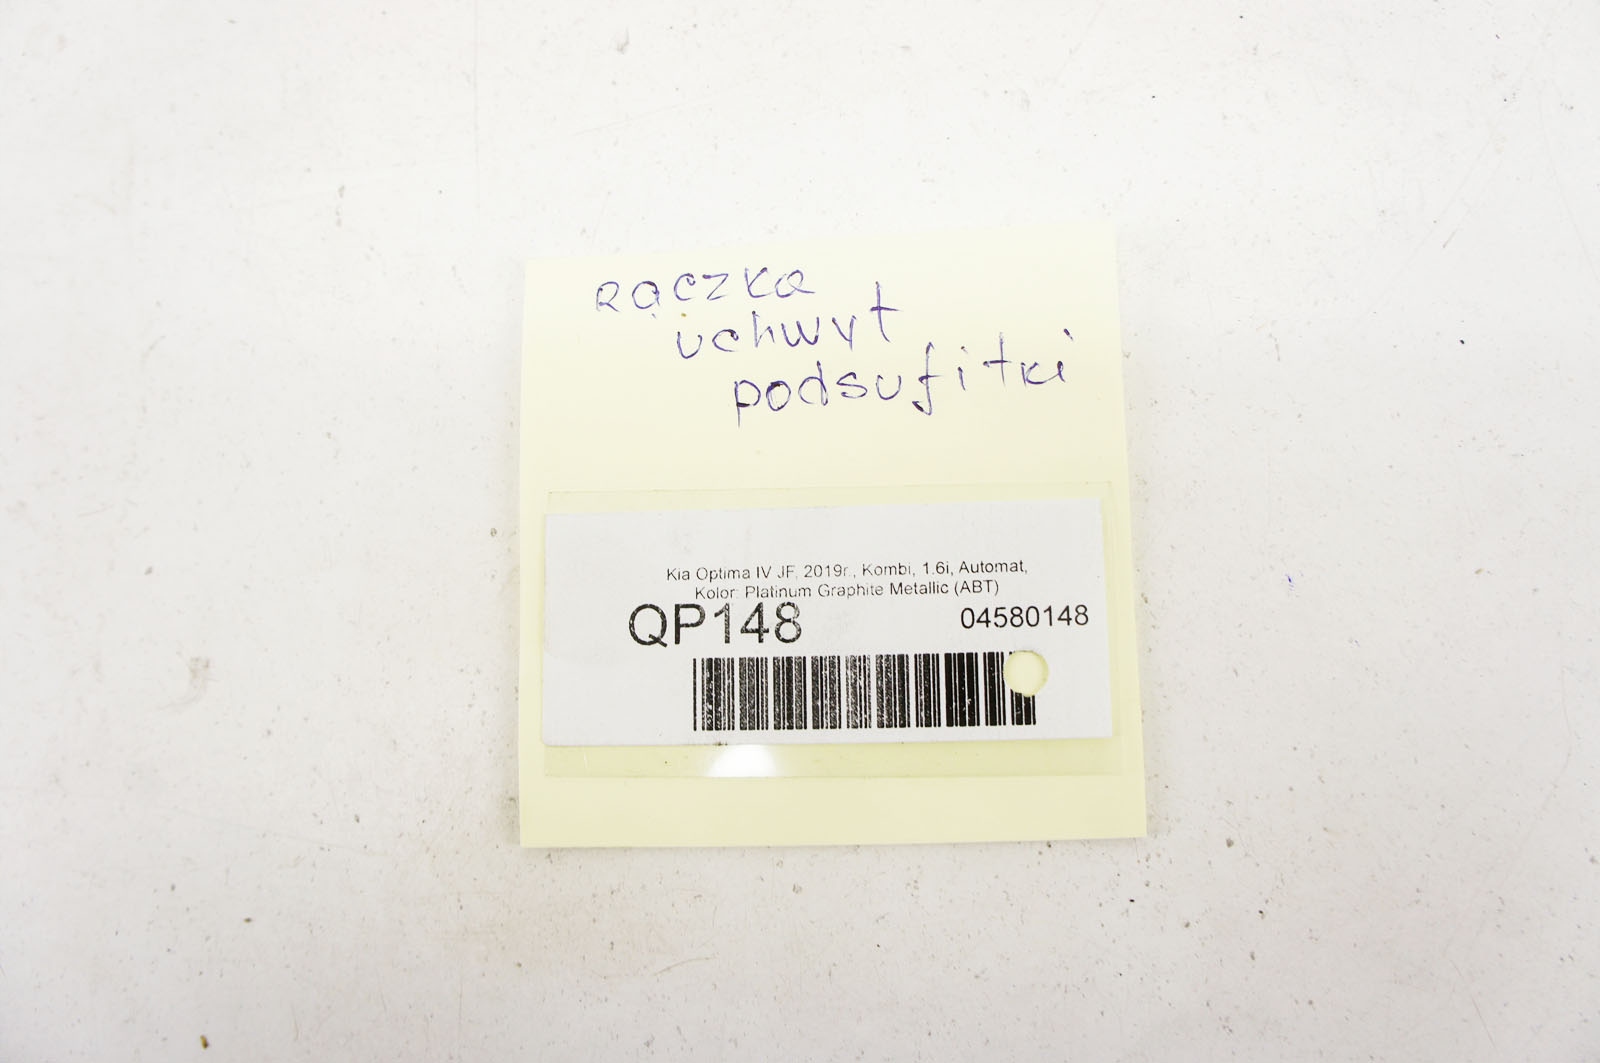 rączka
uchwyt
podsufitki
Kia Optima IV JF, 2019r., Kombi, 1.6i, Automat,
Kolor: Platinum Graphite Metallic (ABT)
QP148 04580148